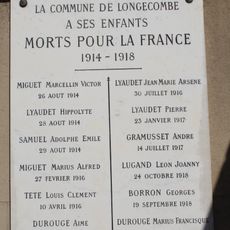 LA COMMUNE DE LONGECOMBE
A SES ENFANTS
MORTS POUR LA FRANCE
1914 - 1918
MIGUET MARCELLIN VICTOR
26 AOUT 1914
LYAUDET HIPPOLYTE
28 AOUT 1914
SAMUEL ADOLPHE EMILE
29 AOUT 1914
MIGUET MARIUS ALFRED
27 FEVRIER 1916
TETE LOUIS CLEMENT
10 AVRIL 1916
DUROUGE AIME
LYAUDET JEAN MARIE ARSENE
30 JUILLET 1916
LYAUDET PIERRE
23 JANVIER 1917
GRAMUSSET ANDRE
14 JUILLET 1917
LUGAND LEON JOANNY
24 OCTOBRE 1918
BORRON GEORGES
19 SEPTEMBRE 1918
DUROUGE MARIUS FRANCISQUE